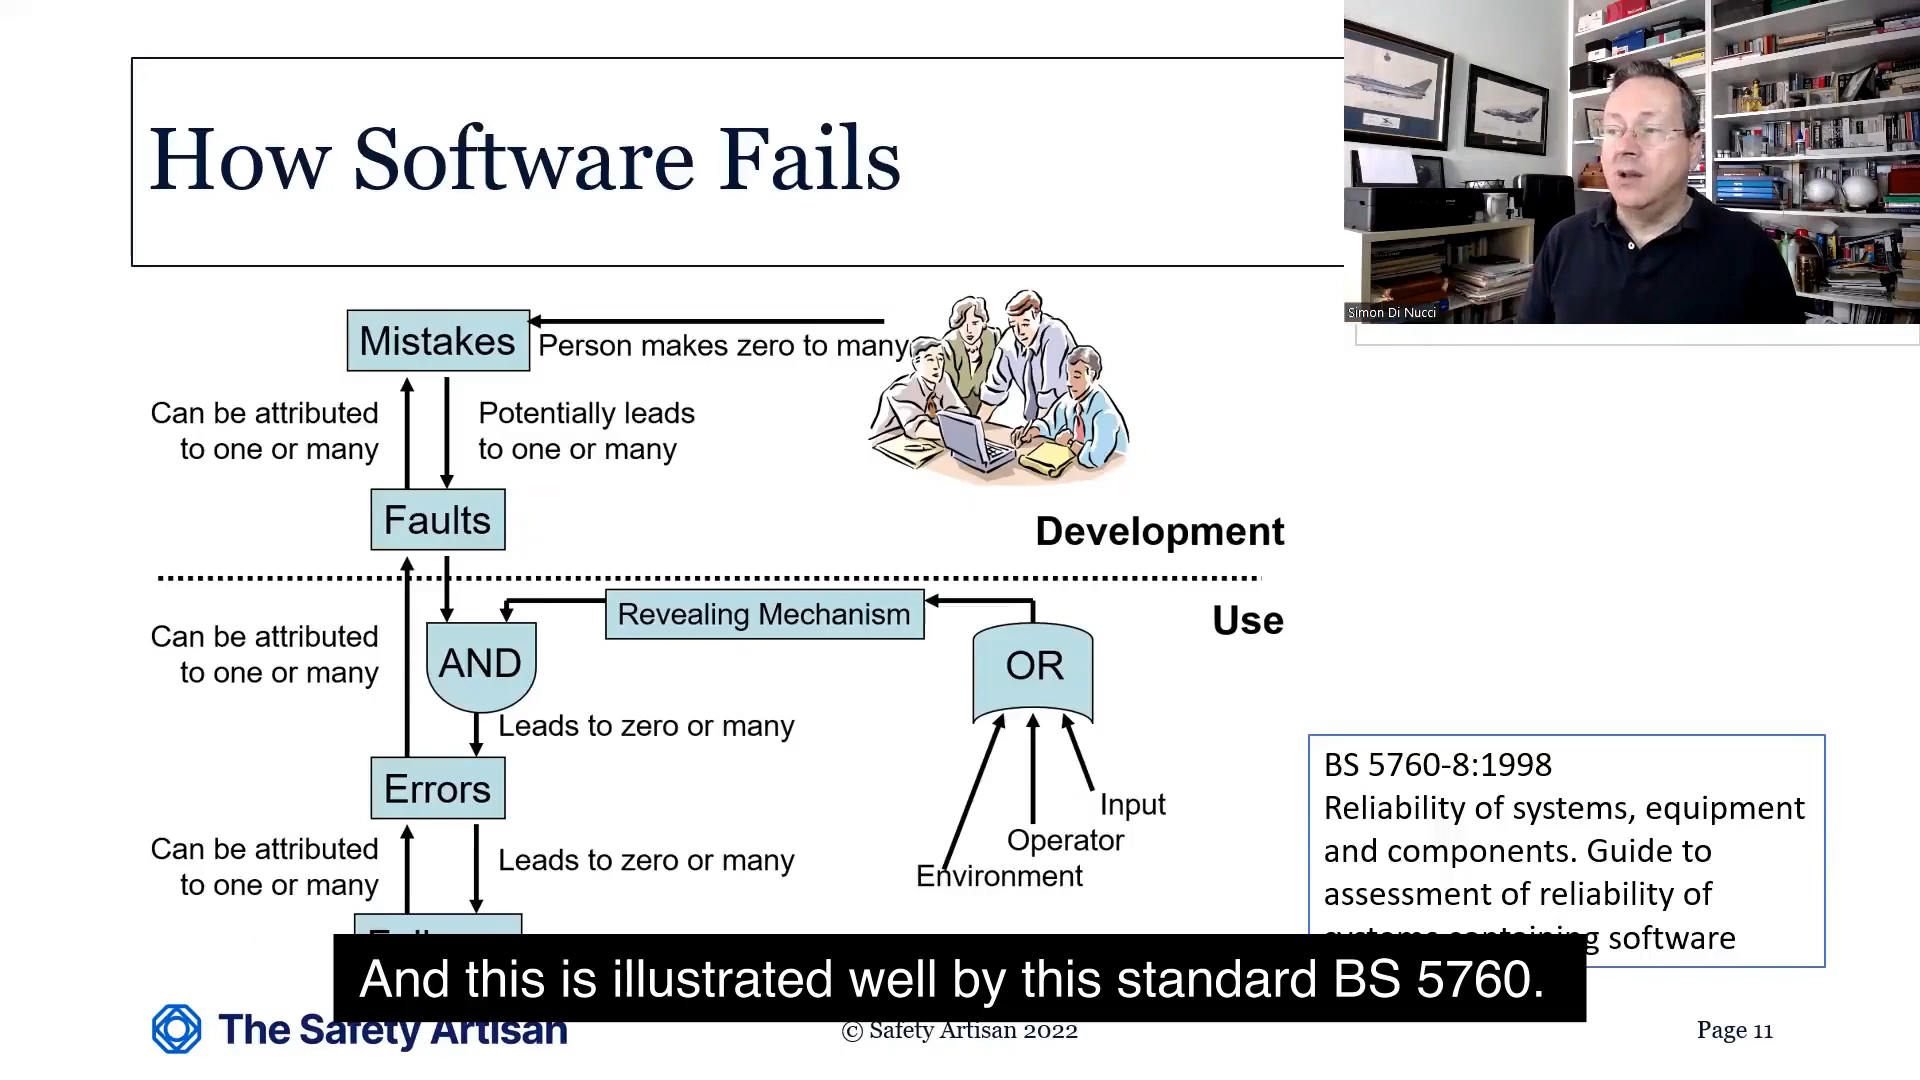 How Software Fails
Simon Di Nucci
Mistakes
Person makes zero to many
Can be attributed
to one or many
Potentially leads
to one or many
Faults
Development
Use
Revealing Mechanism
Can be attributed
to one or many
AND
OR
Leads to zero or many
Errors
Input
Operator
Environment
Can be attributed
to one or many
Leads to zero or many
BS 5760-8:1998
Reliability of systems, equipment
and components. Guide to
assessment of reliability of
systems containing software
And this is illustrated well by this standard BS 5760.
The Safety Artisan
© Safety Artisan 2022
Page 11